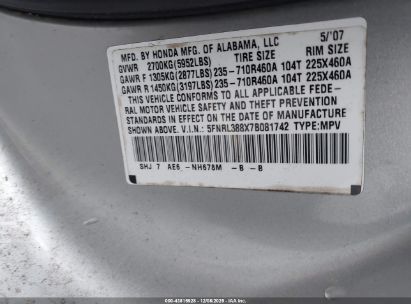 MFD. BY HONDA MFG. OF ALABAMA, LLC 5/'07
GVWR 2700KG(5952LBS) TIRE SIZE RIM SIZE
GAWR F 1305KG(2877LBS) 235-710R460A 104T 225X460A
GAWR R 1450KG(3197LBS) 235-710R460A 104T 225X460A
THIS VEHICLE CONFORMS TO ALL APPLICABLE FEDE-
RAL MOTOR VEHICLE SAFETY AND THEFT PREVENTION
STANDARDS IN EFFECT ON THE DATE OF MANUFACTURE
SHOWN ABOVE. V.I.N.: 5FNRL388X7B081742 TYPE:MPV
SHJ 7 AE6 -NH678M -B -B